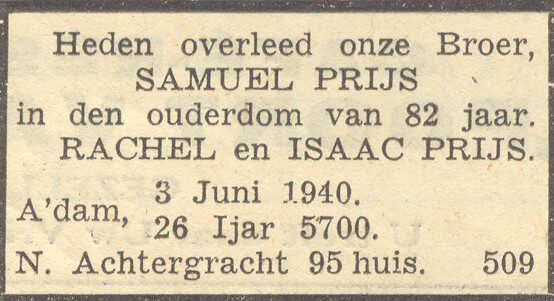 Heden overleed onze Broer,
SAMUEL PRIJS
in den ouderdom van 82 jaar.
RACHEL en ISAAC PRIJS.
A'dam, 3 Juni 1940.
26 Ijar 5700.
N. Achtergracht 95 huis. 509